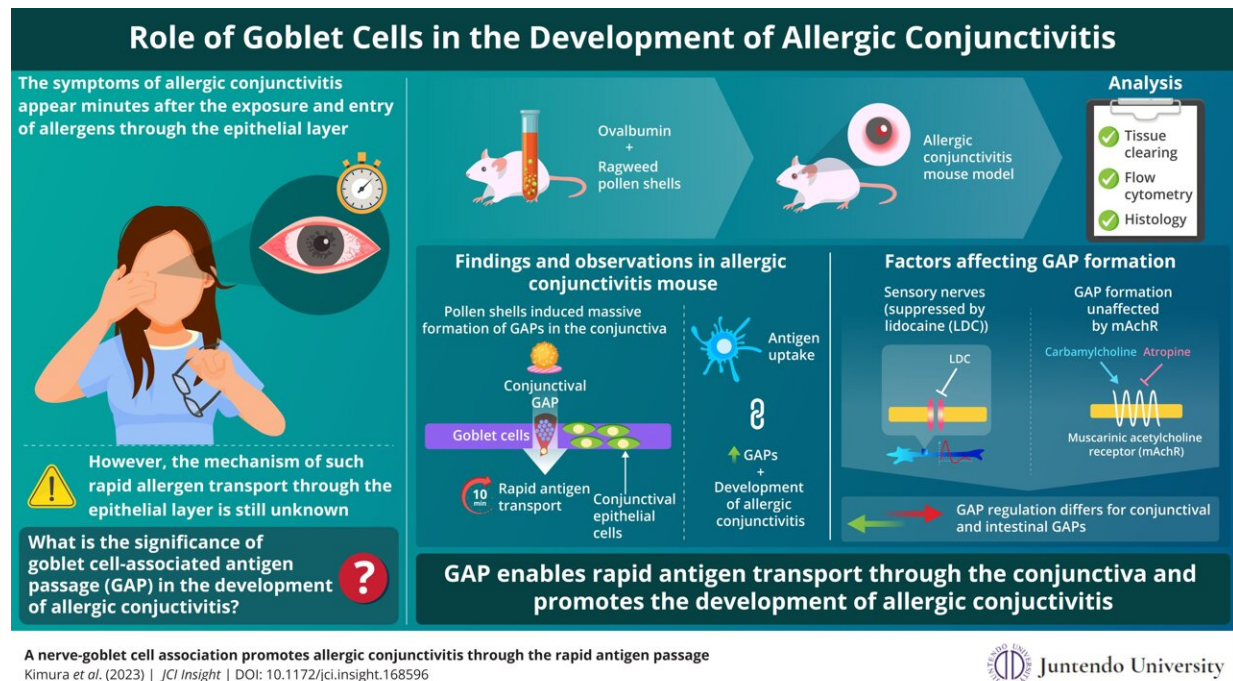 Role of Goblet Cells in the Development of Allergic Conjunctivitis
The symptoms of allergic conjunctivitis
appear minutes after the exposure and entry
of allergens through the epithelial layer
However, the mechanism of such
rapid allergen transport through the
epithelial layer is still unknown
What is the significance of
goblet cell-associated antigen
passage (GAP) in the development
of allergic conjuctivitis?
?
Ovalbumin
+
Ragweed
pollen shells
Allergic
conjunctivitis
mouse model
Analysis
Tissue
clearing
Flow
cytometry
Histology
Findings and observations in allergic
conjunctivitis mouse
Pollen shells induced massive
formation of GAPs in the conjunctiva
Conjunctival
GAP
Goblet cells
10
min
Rapid antigen
transport
Conjunctival
epithelial
cells
Antigen
uptake
GAPs
+
Development
of allergic
conjunctivitis
Factors affecting GAP formation
Sensory nerves
(suppressed by
lidocaine (LDC))
LDC
GAP formation
unaffected
by mAchR
Carbamylcholine Atropine
Muscarinic acetylcholine
receptor (mAchR)
GAP regulation differs for conjunctival
and intestinal GAPs
GAP enables rapid antigen transport through the conjunctiva and
promotes the development of allergic conjuctivitis
A nerve-goblet cell association promotes allergic conjunctivitis through the rapid antigen passage
Kimura et al. (2023) | JCI Insight | DOI: 10.1172/jci.insight.168596
Juntendo University